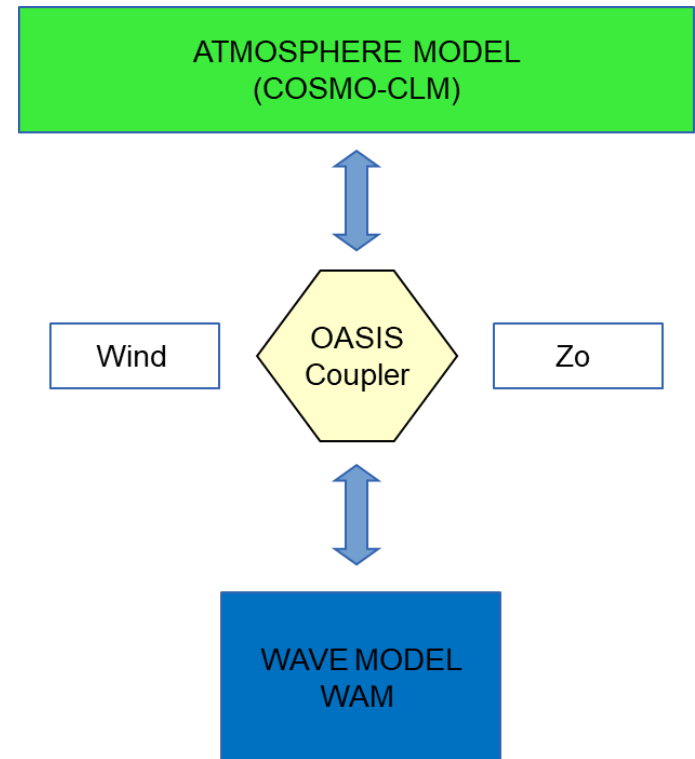 ATMOSPHERE MODEL
(COSMO-CLM)
Wind
OASIS
Coupler
Zo
WAVE MODEL
WAM